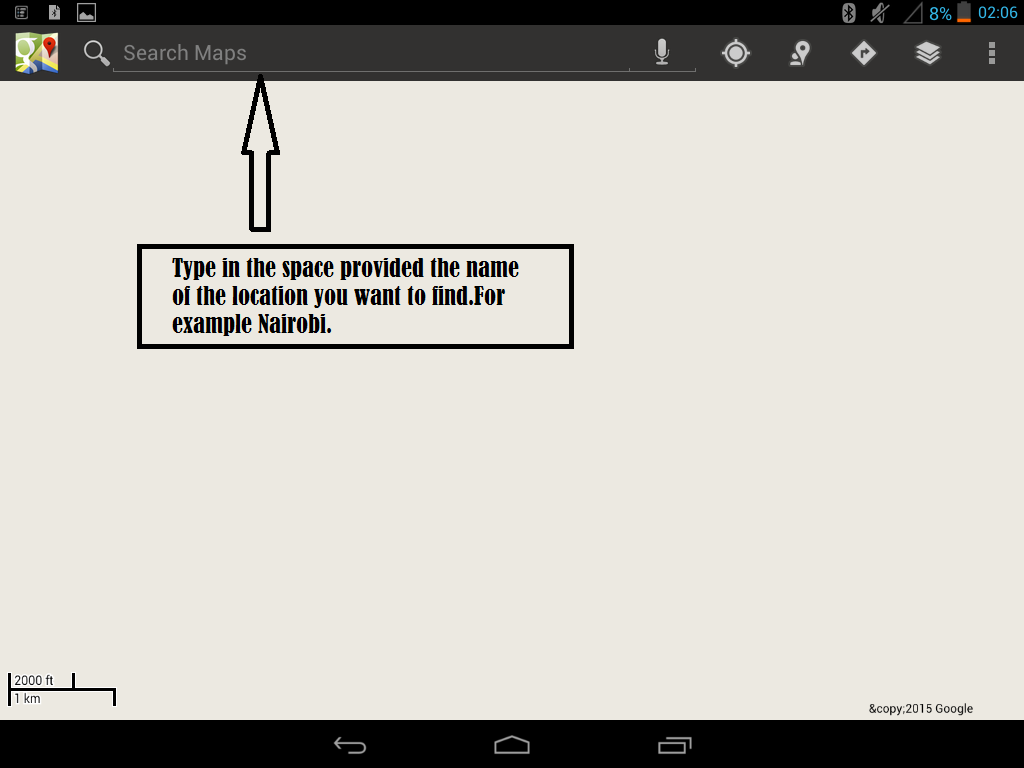 8% 02:06
Search Maps
Type in the space provided the name
of the location you want to find.For
example Nairobi.
2000 ft
1 km
&copy;2015 Google